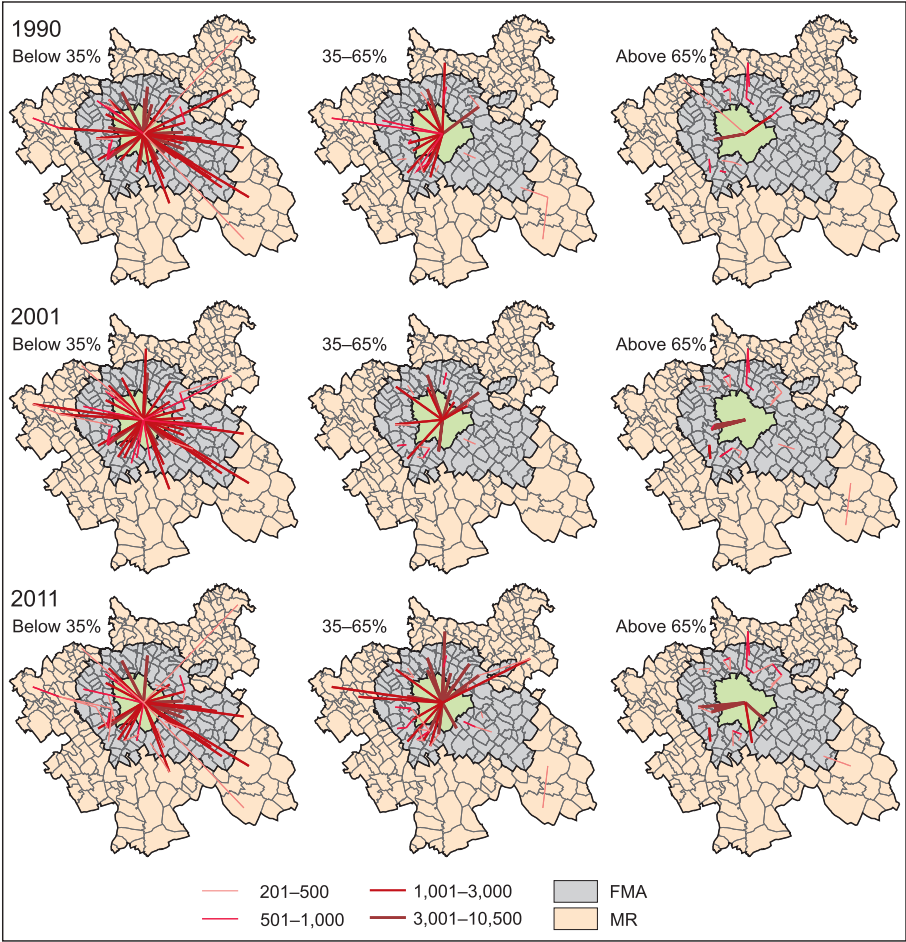 1990
Below 35%
35–65%
Above 65%
2001
Below 35%
35–65%
Above 65%
2011
Below 35%
35–65%
Above 65%
201–500
1,001–3,000
FMA
501–1,000
3,001–10,500
MR